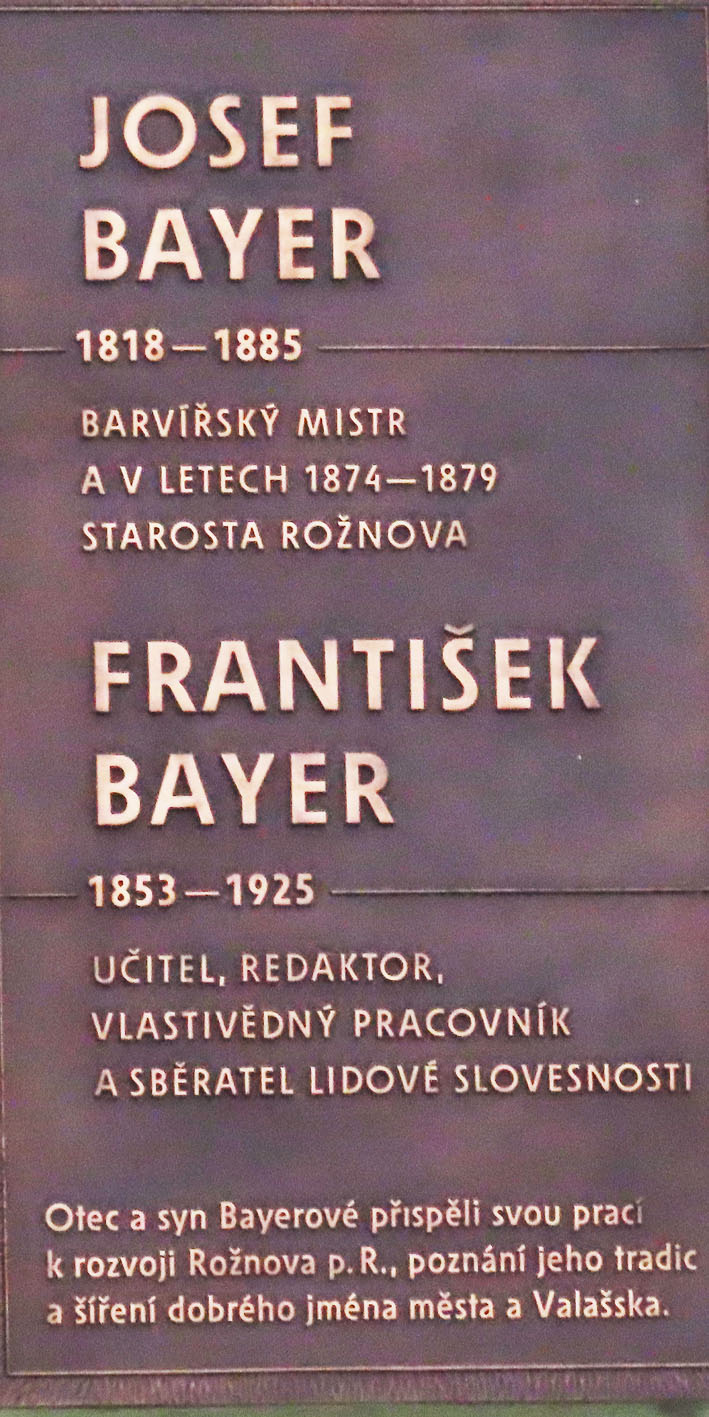 JOSEF
BAYER
1818—1885
BARVÍŘSKÝ MISTR
A V LETECH 1874—1879
STAROSTA ROŽNOVA
FRANTIŠEK
BAYER
1853—1925
UČITEL, REDAKTOR,
VLASTIVĚDNÝ PRACOVNÍK
A SBĚRATEL LIDOVÉ SLOVESNOSTI
Otec a syn Bayerové přispěli svou prací
k rozvoji Rožnova p. R., poznání jeho tradic
a šíření dobrého jména města a Valašska.